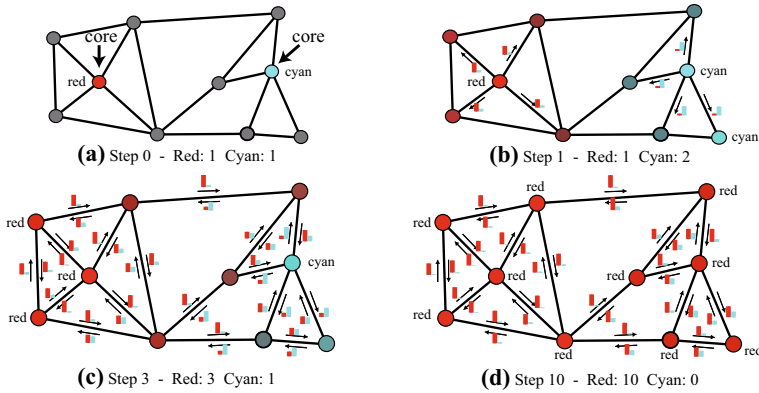 core
core
red
cyan
(a) Step 0 - Red: 1 Cyan: 1
red
cyan
(b) Step 1 - Red: 1 Cyan: 2
red
red
cyan
red
(c) Step 3 - Red: 3 Cyan: 1
red
red
red
red
red
red
red
red
red
red
(d) Step 10 - Red: 10 Cyan: 0